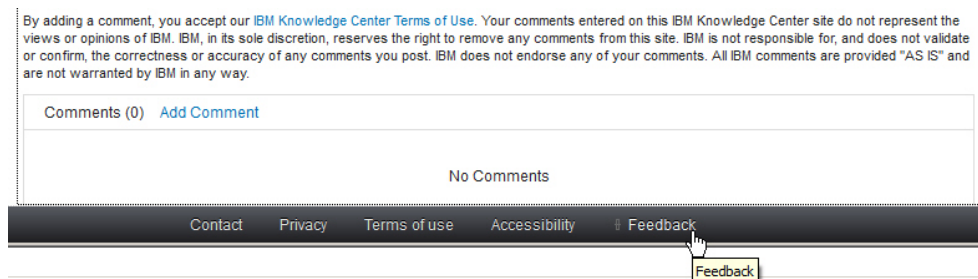 By adding a comment, you accept our IBM Knowledge Center Terms of Use. Your comments entered on this IBM Knowledge Center site do not represent the
views or opinions of IBM. IBM, in its sole discretion, reserves the right to remove any comments from this site. IBM is not responsible for, and does not validate
or confirm, the correctness or accuracy of any comments you post. IBM does not endorse any of your comments. All IBM comments are provided "AS IS" and
are not warranted by IBM in any way.
Comments (0) Add Comment
No Comments
Contact Privacy Terms of use Accessibility Feedback
Feedback